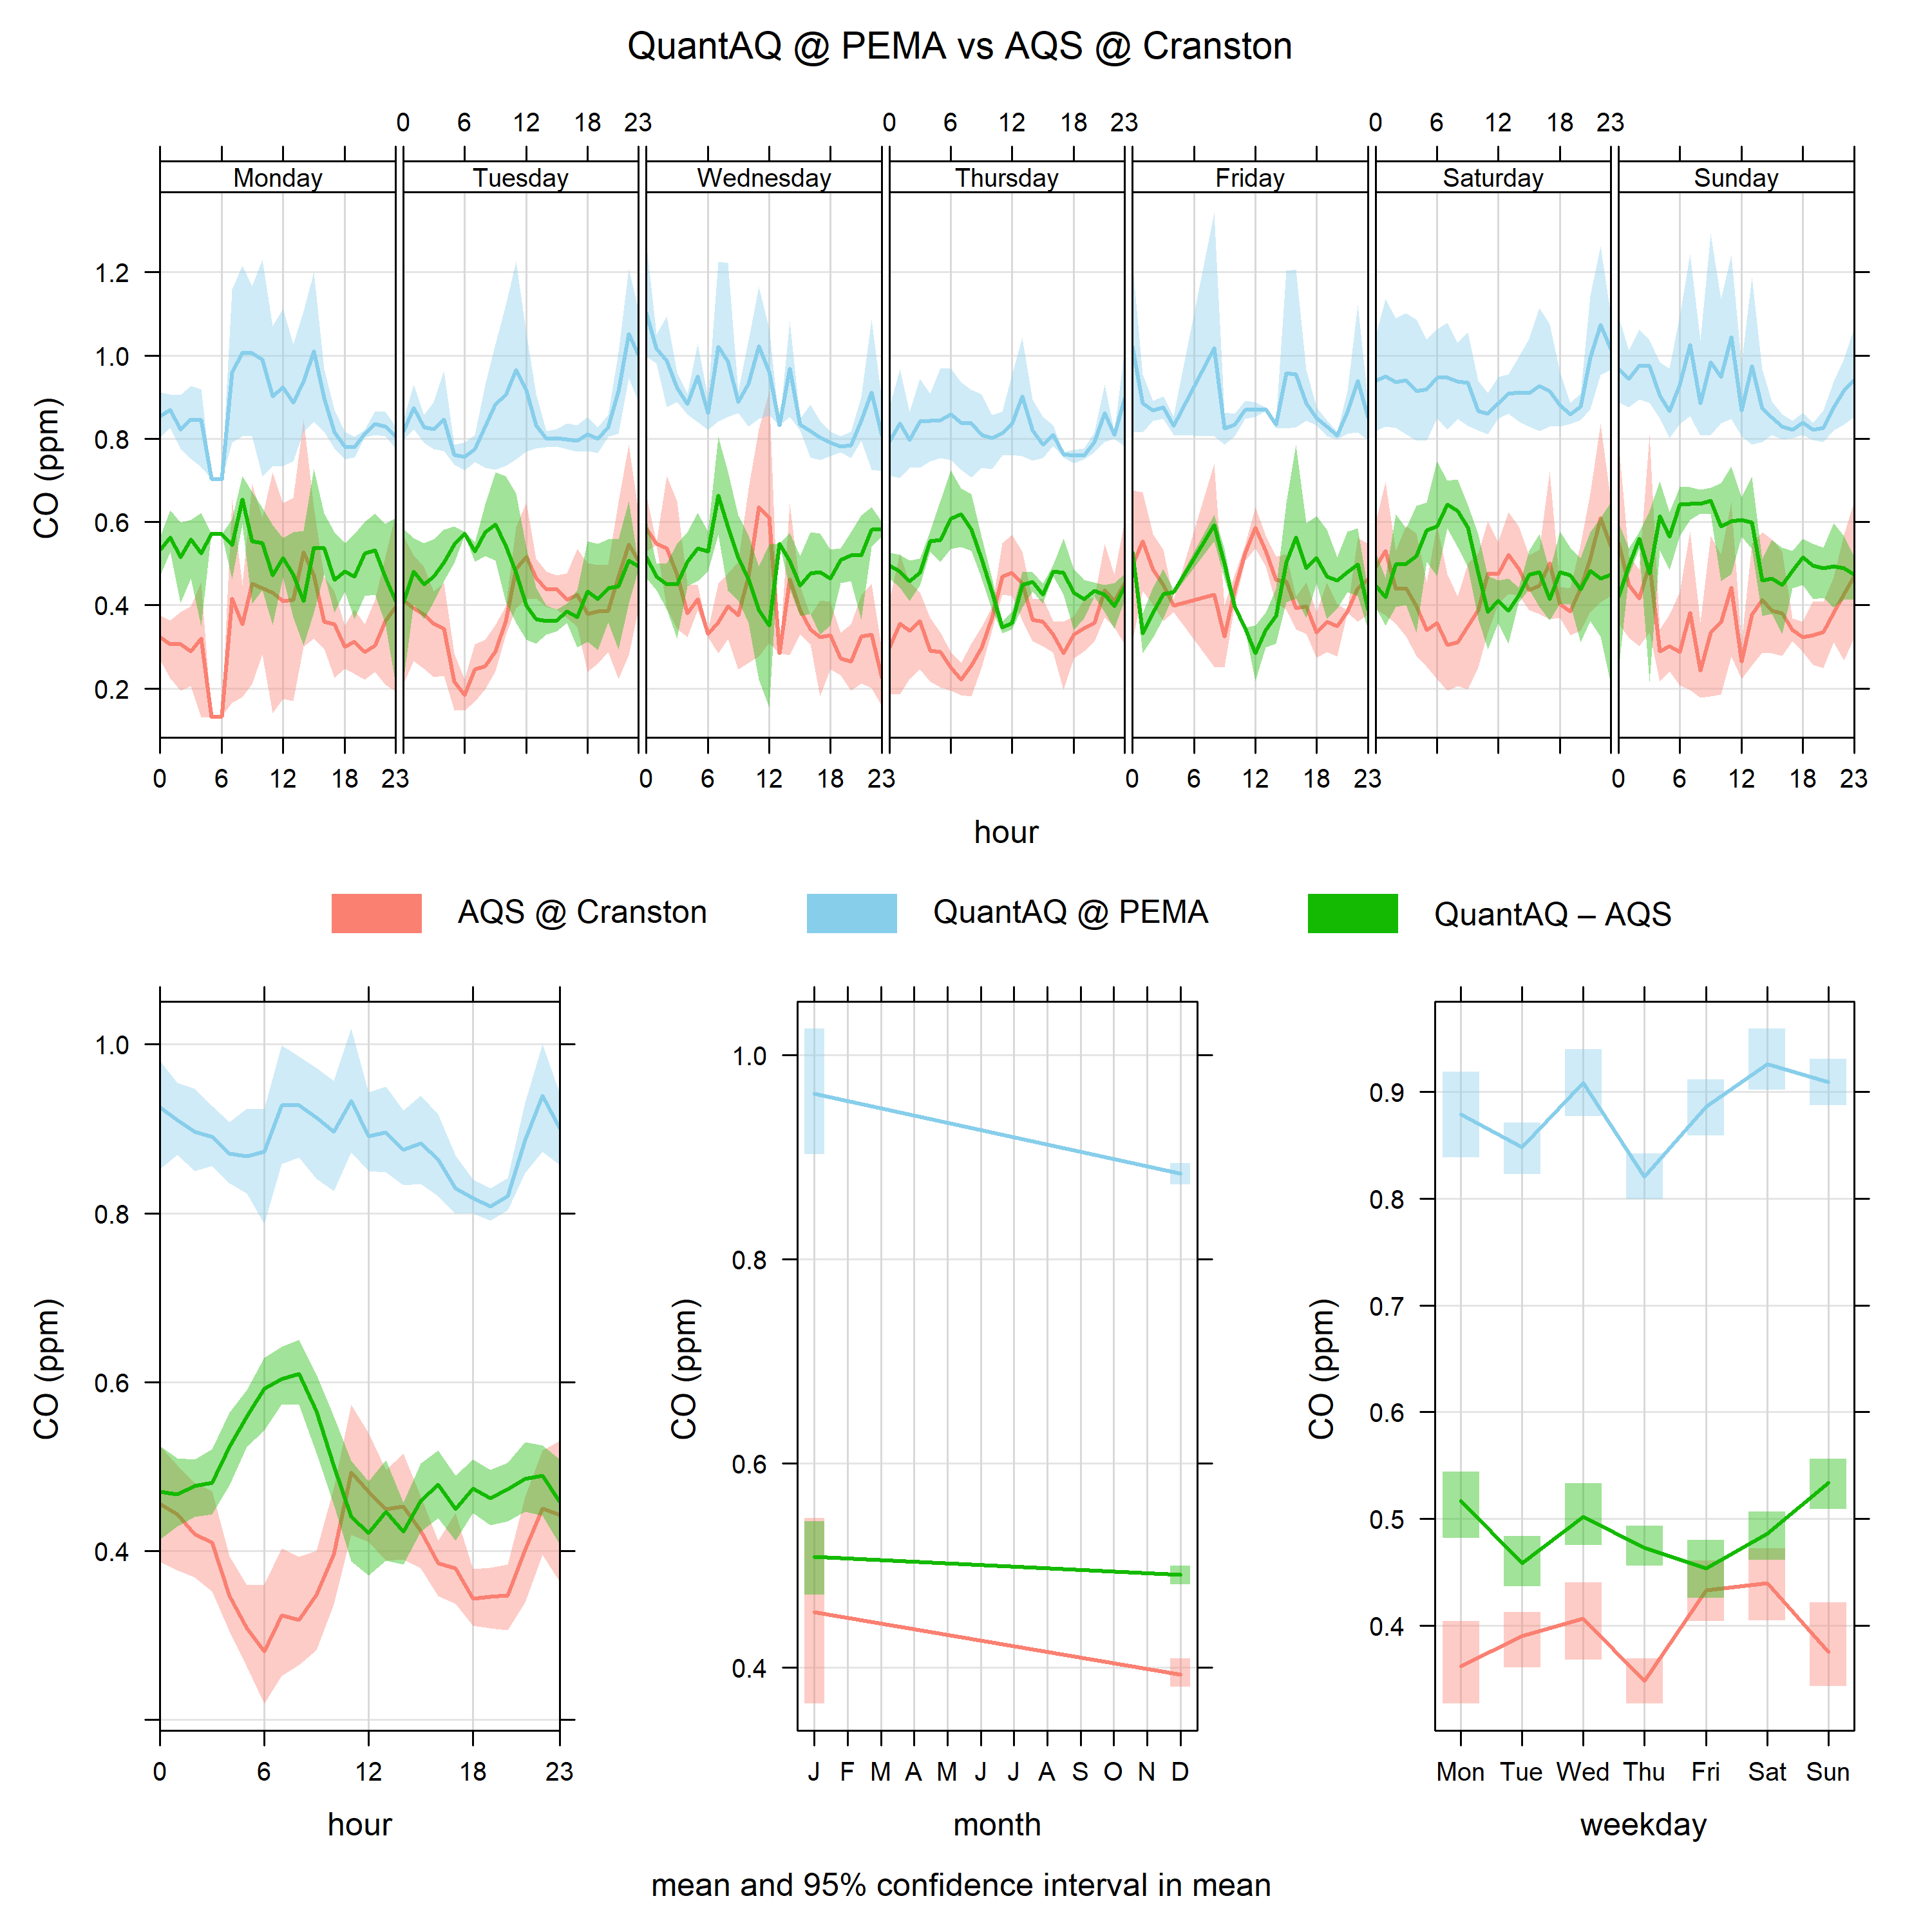 QuantAQ @ PEMA vs AQS @ Cranston
0 6 12 18 23 0 6 12 18 23 0 6 12 18 23
Monday Tuesday Wednesday Thursday Friday Saturday Sunday
1.2
1.0
0.8
0.6
0.4
0.2
CO (ppm)
0 6 12 18 23 0 6 12 18 23 0 6 12 18 23 0 6 12 18 23
hour
AQS @ Cranston QuantAQ @ PEMA QuantAQ – AQS
1.0
0.8
0.6
0.4
CO (ppm)
0 6 12 18 23
hour
1.0
0.8
0.6
0.4
CO (ppm)
J F M A M J J A S O N D
month
0.9
0.8
0.7
0.6
0.5
0.4
CO (ppm)
Mon Tue Wed Thu Fri Sat Sun
weekday
mean and 95% confidence interval in mean